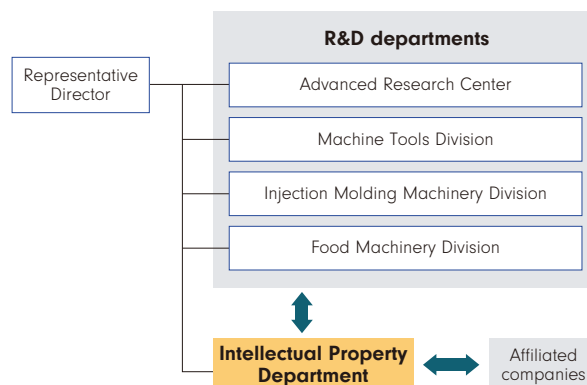 R&D departments
Representative
Director
Advanced Research Center
Machine Tools Division
Injection Molding Machinery Division
Food Machinery Division
Intellectual Property
Department
Affiliated
companies